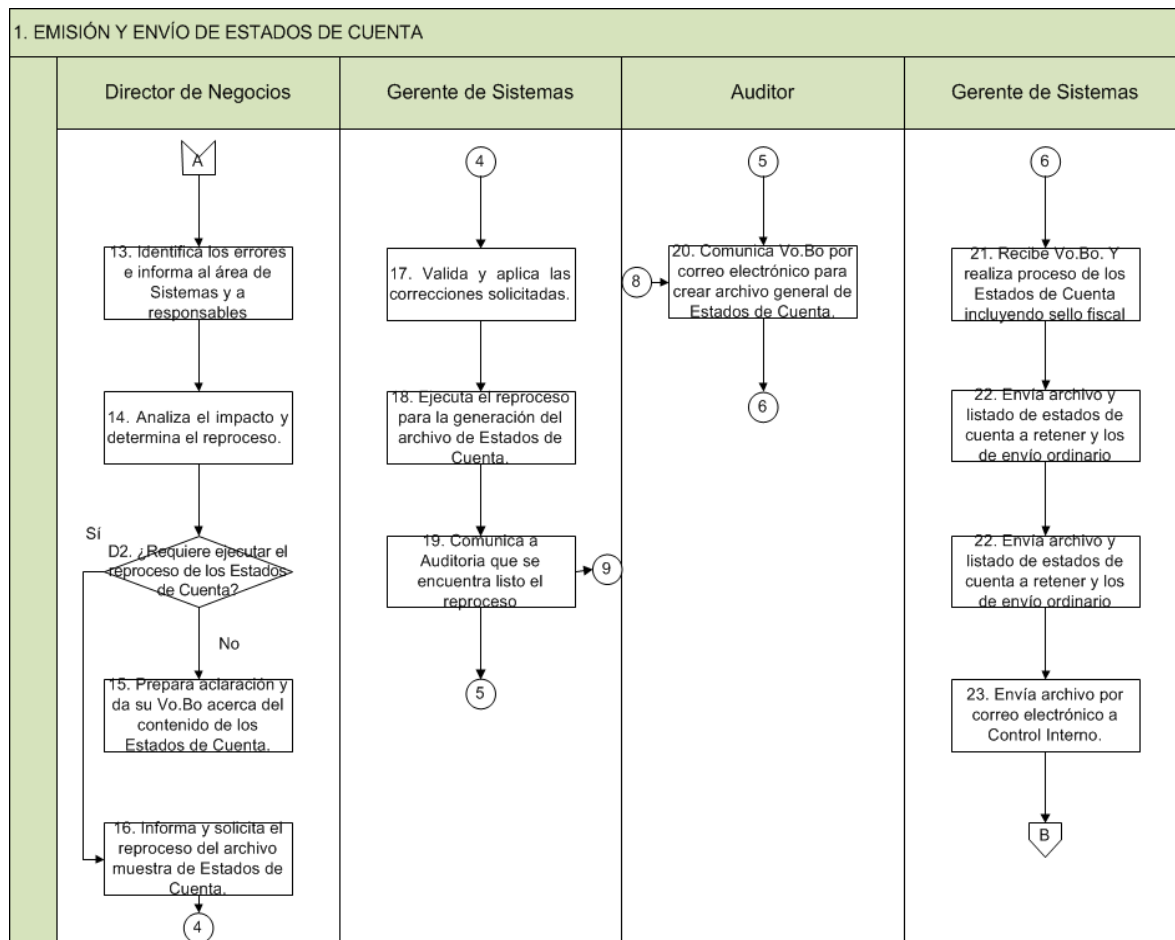 1. EMISIÓN Y ENVÍO DE ESTADOS DE CUENTA
Director de Negocios
Gerente de Sistemas
Auditor
Gerente de Sistemas
A
13. Identifica los errores
e informa al área de
Sistemas y a
responsables
14. Analiza el impacto y
determina el reproceso.
Sí
D2. ¿Requiere ejecutar el
reproceso de los Estados
de Cuenta?
No
15. Prepara aclaración y
da su Vo.Bo acerca del
contenido de los
Estados de Cuenta.
16. Informa y solicita el
reproceso del archivo
muestra de Estados de
Cuenta.
4
4
17. Valida y aplica las
correcciones solicitadas.
18. Ejecuta el reproceso
para la generación del
archivo de Estados de
Cuenta.
19. Comunica a
Auditoria que se
encuentra listo el
reproceso
9
5
5
8
20. Comunica Vo.Bo por
correo electrónico para
crear archivo general de
Estados de Cuenta.
6
6
21. Recibe Vo.Bo. Y
realiza proceso de los
Estados de Cuenta
incluyendo sello fiscal
22. Envía archivo y
listado de estados de
cuenta a retener y los
de envío ordinario
22. Envía archivo y
listado de estados de
cuenta a retener y los
de envío ordinario
23. Envía archivo por
correo electrónico a
Control Interno.
B